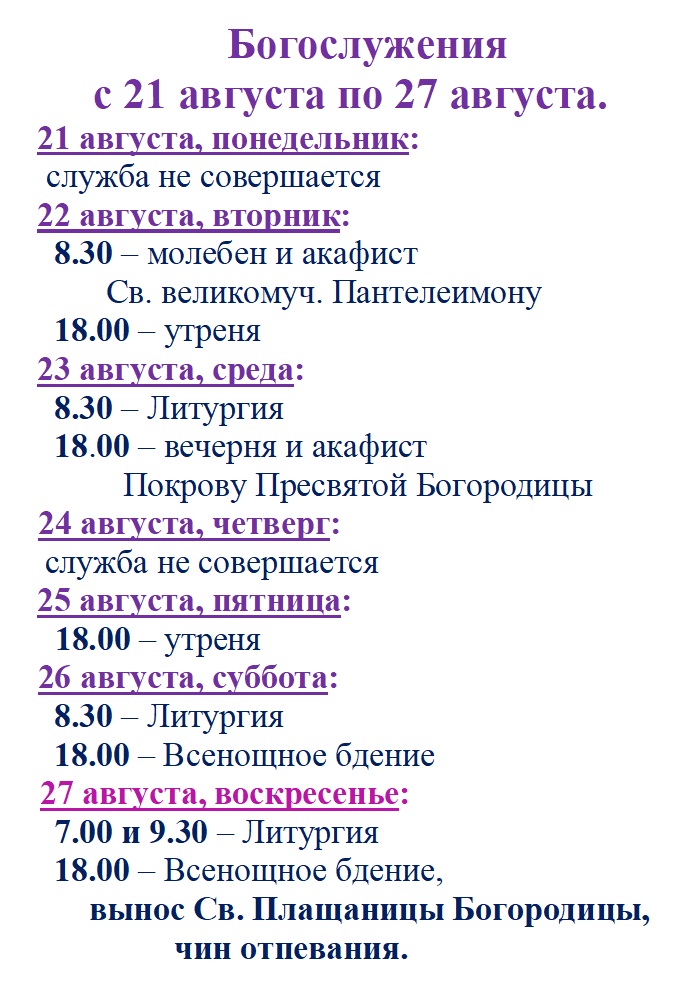 Богослужения
с 21 августа по 27 августа.
21 августа, понедельник:
служба не совершается
22 августа, вторник:
8.30 – молебен и акафист
Св. великомуч. Пантелеимону
18.00 – утреня
23 августа, среда:
8.30 – Литургия
18.00 – вечерня и акафист
Покрову Пресвятой Богородицы
24 августа, четверг:
служба не совершается
25 августа, пятница:
18.00 – утреня
26 августа, суббота:
8.30 – Литургия
18.00 – Всенощное бдение
27 августа, воскресенье:
7.00 и 9.30 – Литургия
18.00 – Всенощное бдение,
вынос Св. Плащаницы Богородицы,
чин отпевания.